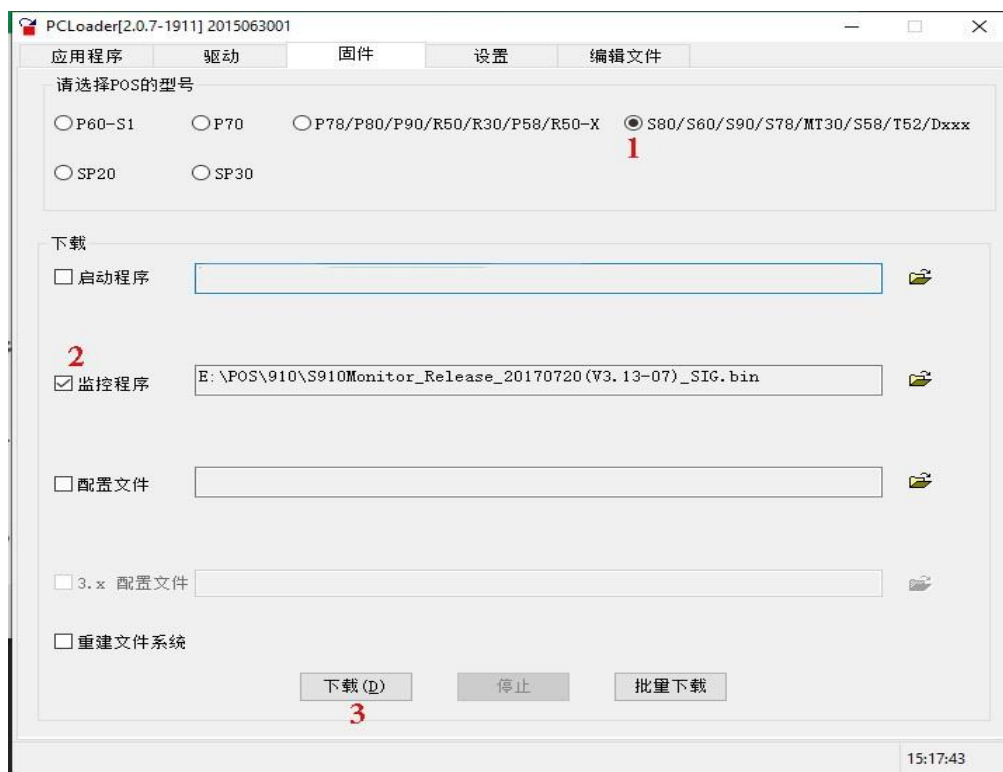 PCLoader[2.0.7-1911] 2015063001
应用程序 驱动 固件 设置 编辑文件
请选择POS的型号
P60-S1 P70 P78/P80/P90/R50/R30/P58/R50-X S80/S60/S90/S78/MT30/S58/T52/Dxxx
1
SP20 SP30
下载
启动程序
2
监控程序 E:\POS\910\S910Monitor_Release_20170720(V3.13-07)_SIG.bin
配置文件
3.x 配置文件
重建文件系统
下载(D) 停止 批量下载
3
15:17:43